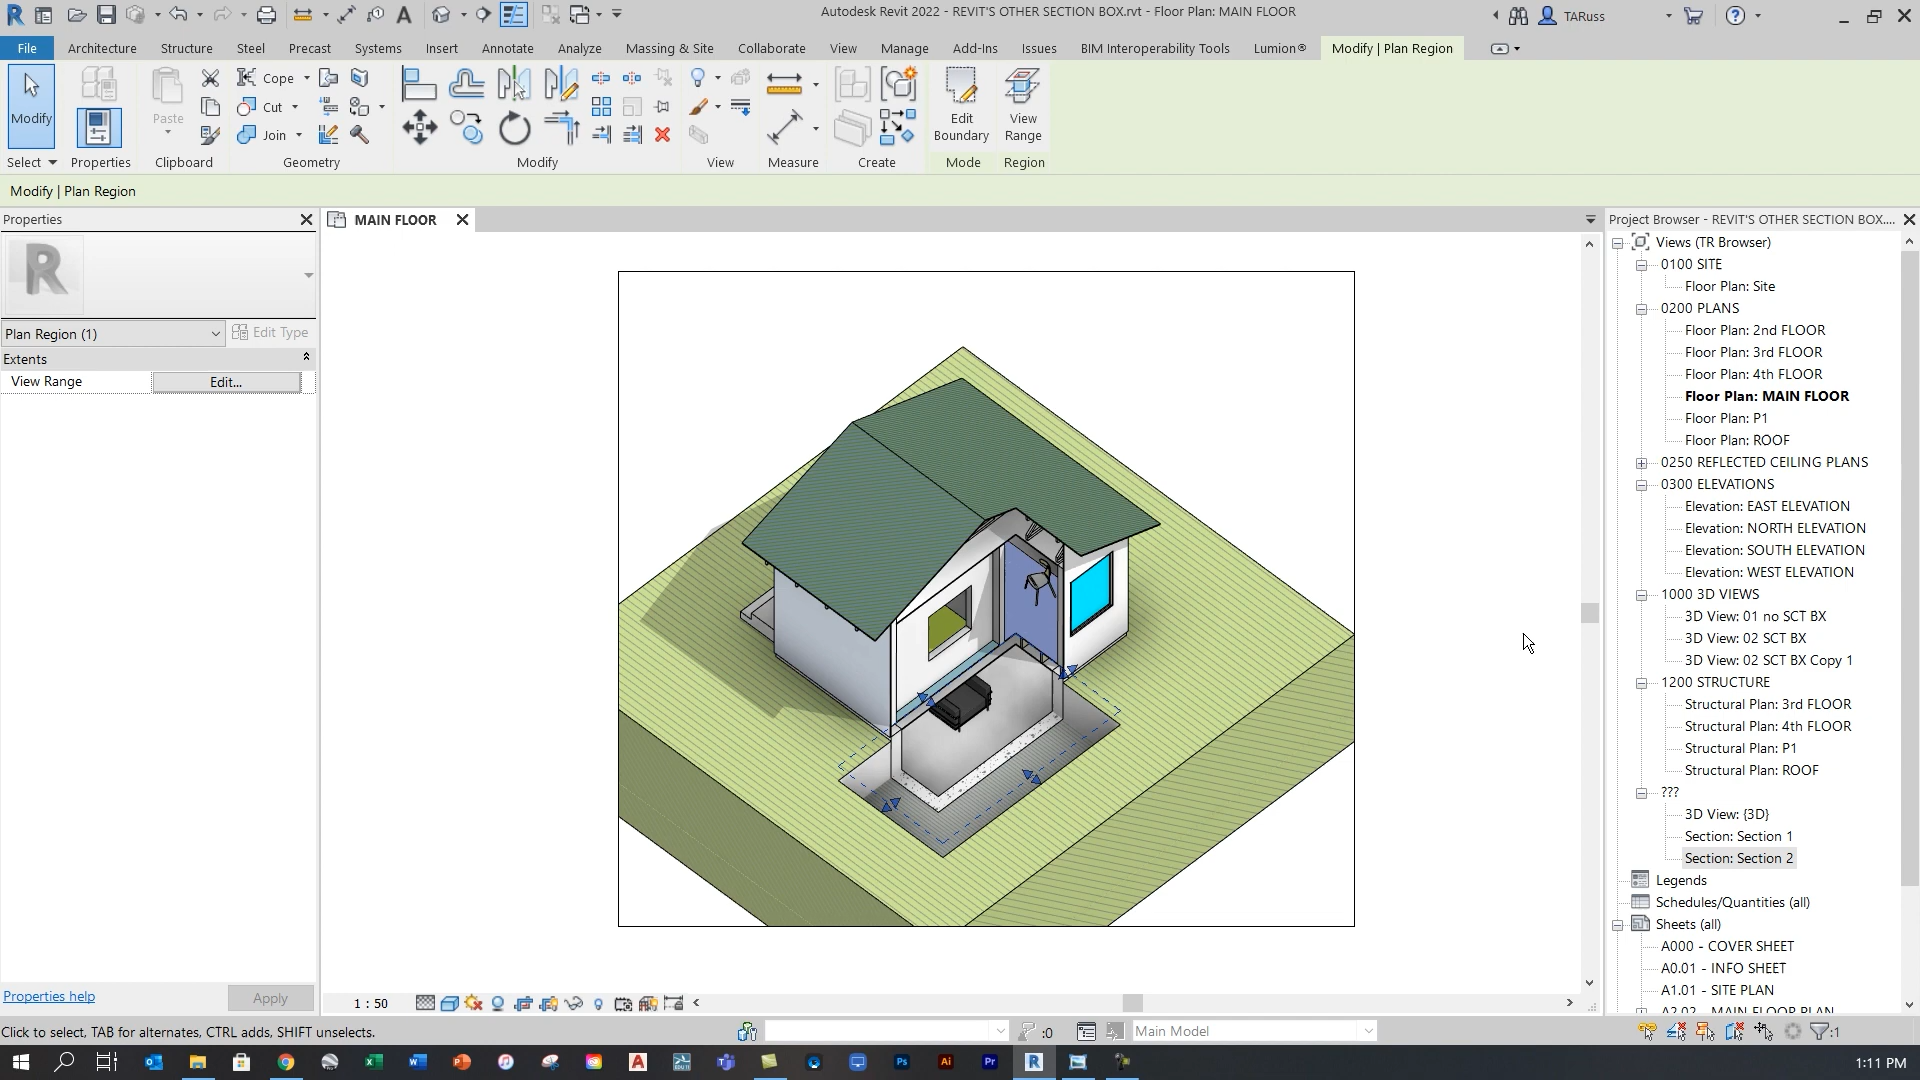 Autodesk Revit 2022 - REVIT'S OTHER SECTION BOX.rvt - Floor Plan: MAIN FLOOR
TARuss
File Architecture Structure Steel Precast Systems Insert Annotate Analyze Massing & Site Collaborate View Manage Add-Ins Issues BIM Interoperability Tools Lumion® Modify | Plan Region
Modify
Paste
Cope
Cut
Join
Edit Boundary
View Range
Select Properties Clipboard Geometry Modify View Measure Create Mode Region
Modify | Plan Region
Properties
MAIN FLOOR
Project Browser - REVIT'S OTHER SECTION BOX....
Plan Region (1)
Edit Type
Extents
View Range
Edit...
Views (TR Browser)
0100 SITE
Floor Plan: Site
0200 PLANS
Floor Plan: 2nd FLOOR
Floor Plan: 3rd FLOOR
Floor Plan: 4th FLOOR
Floor Plan: MAIN FLOOR
Floor Plan: P1
Floor Plan: ROOF
0250 REFLECTED CEILING PLANS
0300 ELEVATIONS
Elevation: EAST ELEVATION
Elevation: NORTH ELEVATION
Elevation: SOUTH ELEVATION
Elevation: WEST ELEVATION
1000 3D VIEWS
3D View: 01 no SCT BX
3D View: 02 SCT BX
3D View: 02 SCT BX Copy 1
1200 STRUCTURE
Structural Plan: 3rd FLOOR
Structural Plan: 4th FLOOR
Structural Plan: P1
Structural Plan: ROOF
???
3D View: {3D}
Section: Section 1
Section: Section 2
Legends
Schedules/Quantities (all)
Sheets (all)
A000 - COVER SHEET
A0.01 - INFO SHEET
A1.01 - SITE PLAN
A2.02 - MAIN FLOOR PLAN
Properties help
Apply
1 : 50
Click to select, TAB for alternates, CTRL adds, SHIFT unselects.
:0
Main Model
:1
1:11 PM